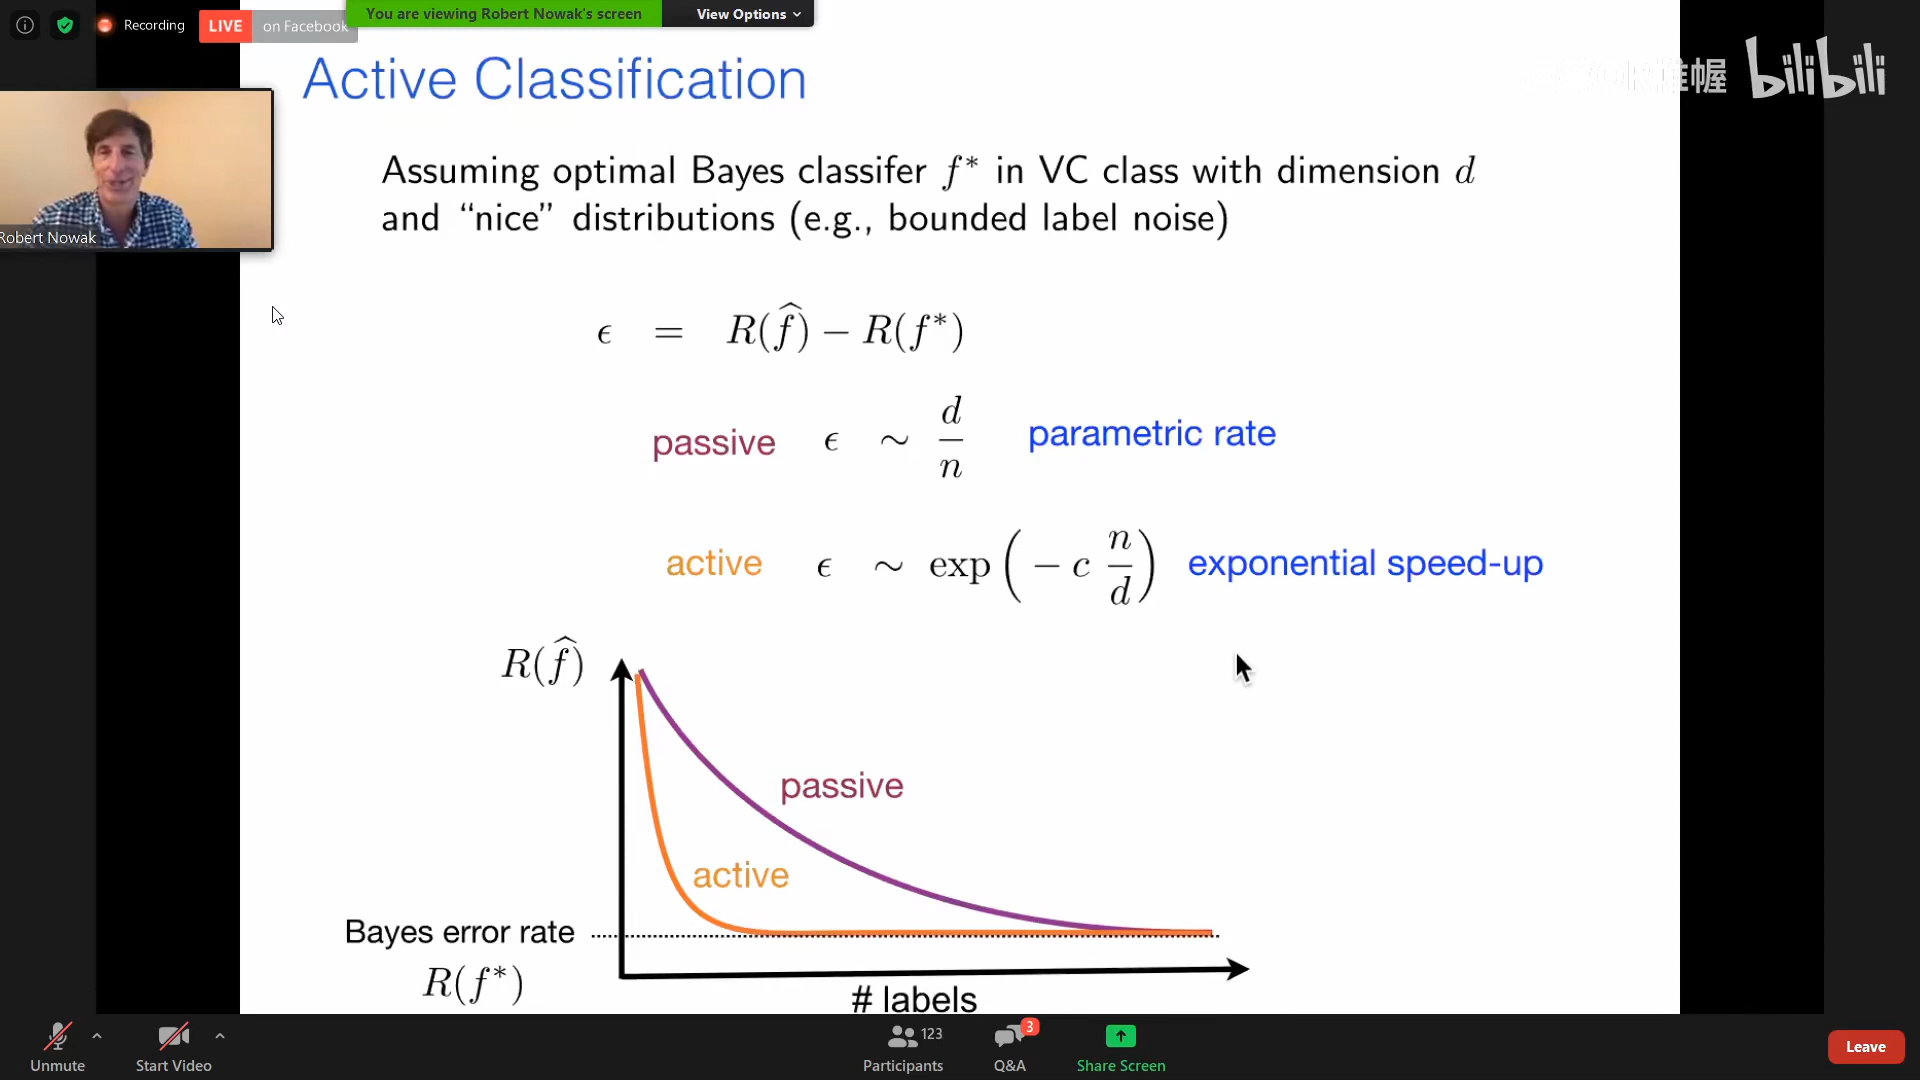 Recording
LIVE on Facebook
You are viewing Robert Nowak's screen
View Options
Active Classification
bilibili
Robert Nowak
Assuming optimal Bayes classifer f* in VC class with dimension d
and “nice” distributions (e.g., bounded label noise)
ϵ = R(f̂) − R(f*)
passive ϵ ∼ d/n parametric rate
active ϵ ∼ exp(− c n/d) exponential speed-up
R(f̂)
passive
active
Bayes error rate
R(f*)
# labels
Unmute
Start Video
123
Participants
3
Q&A
Share Screen
Leave